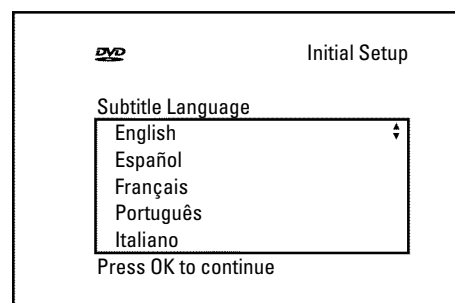 DVD
Initial Setup
Subtitle Language
English
Español
Français
Português
Italiano
Press OK to continue